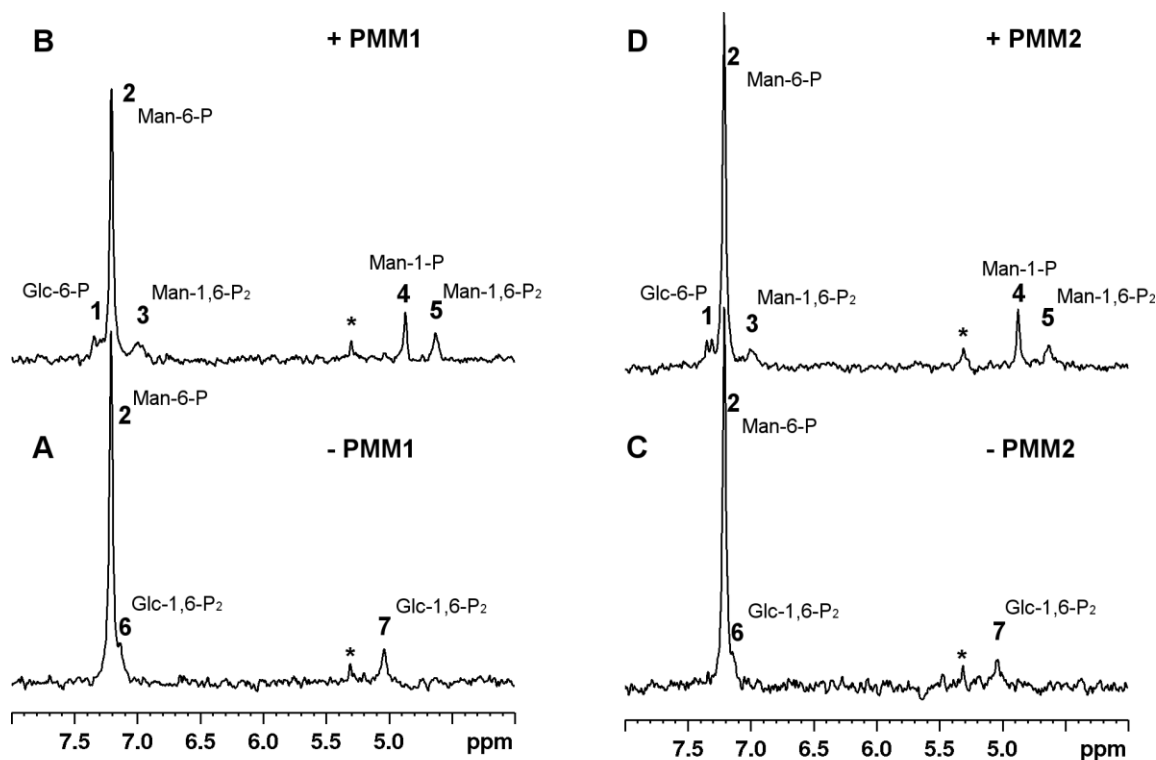 B
+ PMM1
2
Man-6-P
Glc-6-P
1
3
Man-1,6-P₂
*
Man-1-P
4
5
Man-1,6-P₂
2
Man-6-P
A
- PMM1
6
Glc-1,6-P₂
*
7
Glc-1,6-P₂
7.5 7.0 6.5 6.0 5.5 5.0 ppm
D
+ PMM2
2
Man-6-P
Glc-6-P
1
3
Man-1,6-P₂
*
Man-1-P
4
5
Man-1,6-P₂
2
Man-6-P
C
- PMM2
6
Glc-1,6-P₂
*
7
Glc-1,6-P₂
7.5 7.0 6.5 6.0 5.5 5.0 ppm